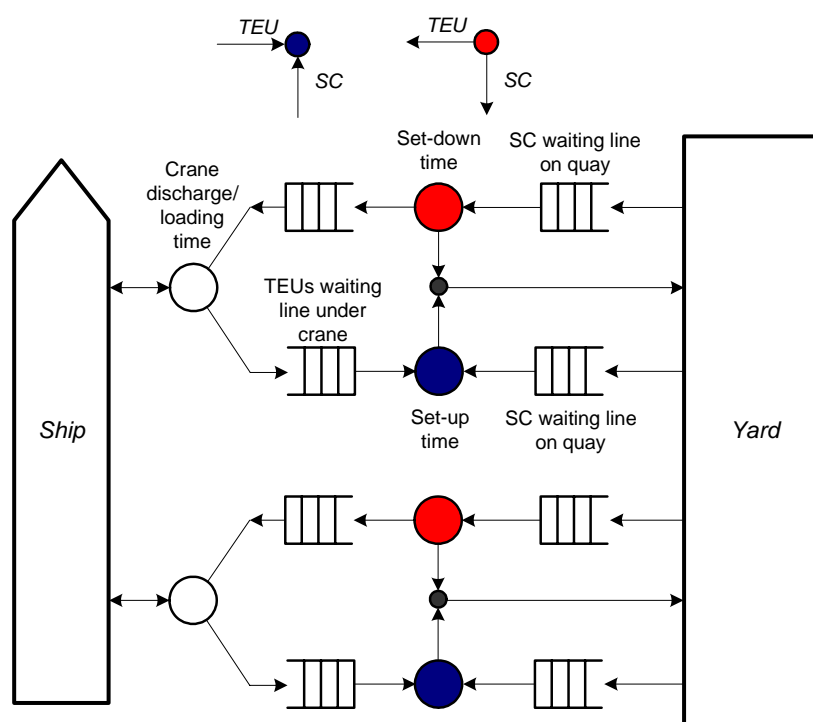 TEU
SC
TEU
SC
Crane
discharge/
loading
time
Set-down
time
SC waiting line
on quay
TEUs waiting
line under
crane
Ship
Set-up
time
SC waiting line
on quay
Yard